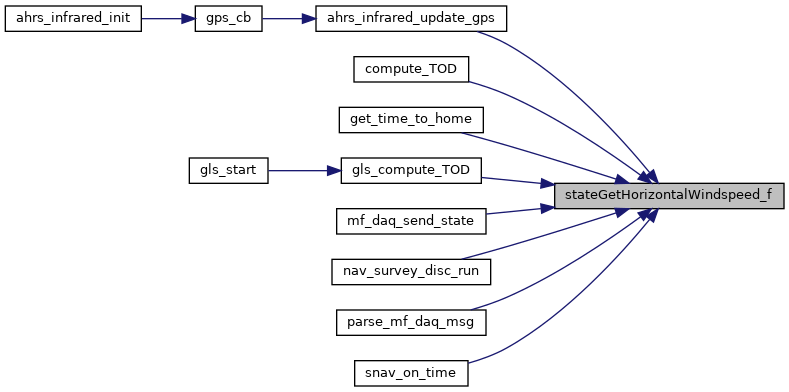 ahrs_infrared_init
gps_cb
ahrs_infrared_update_gps
compute_TOD
get_time_to_home
gls_start
gls_compute_TOD
stateGetHorizontalWindspeed_f
mf_daq_send_state
nav_survey_disc_run
parse_mf_daq_msg
snav_on_time